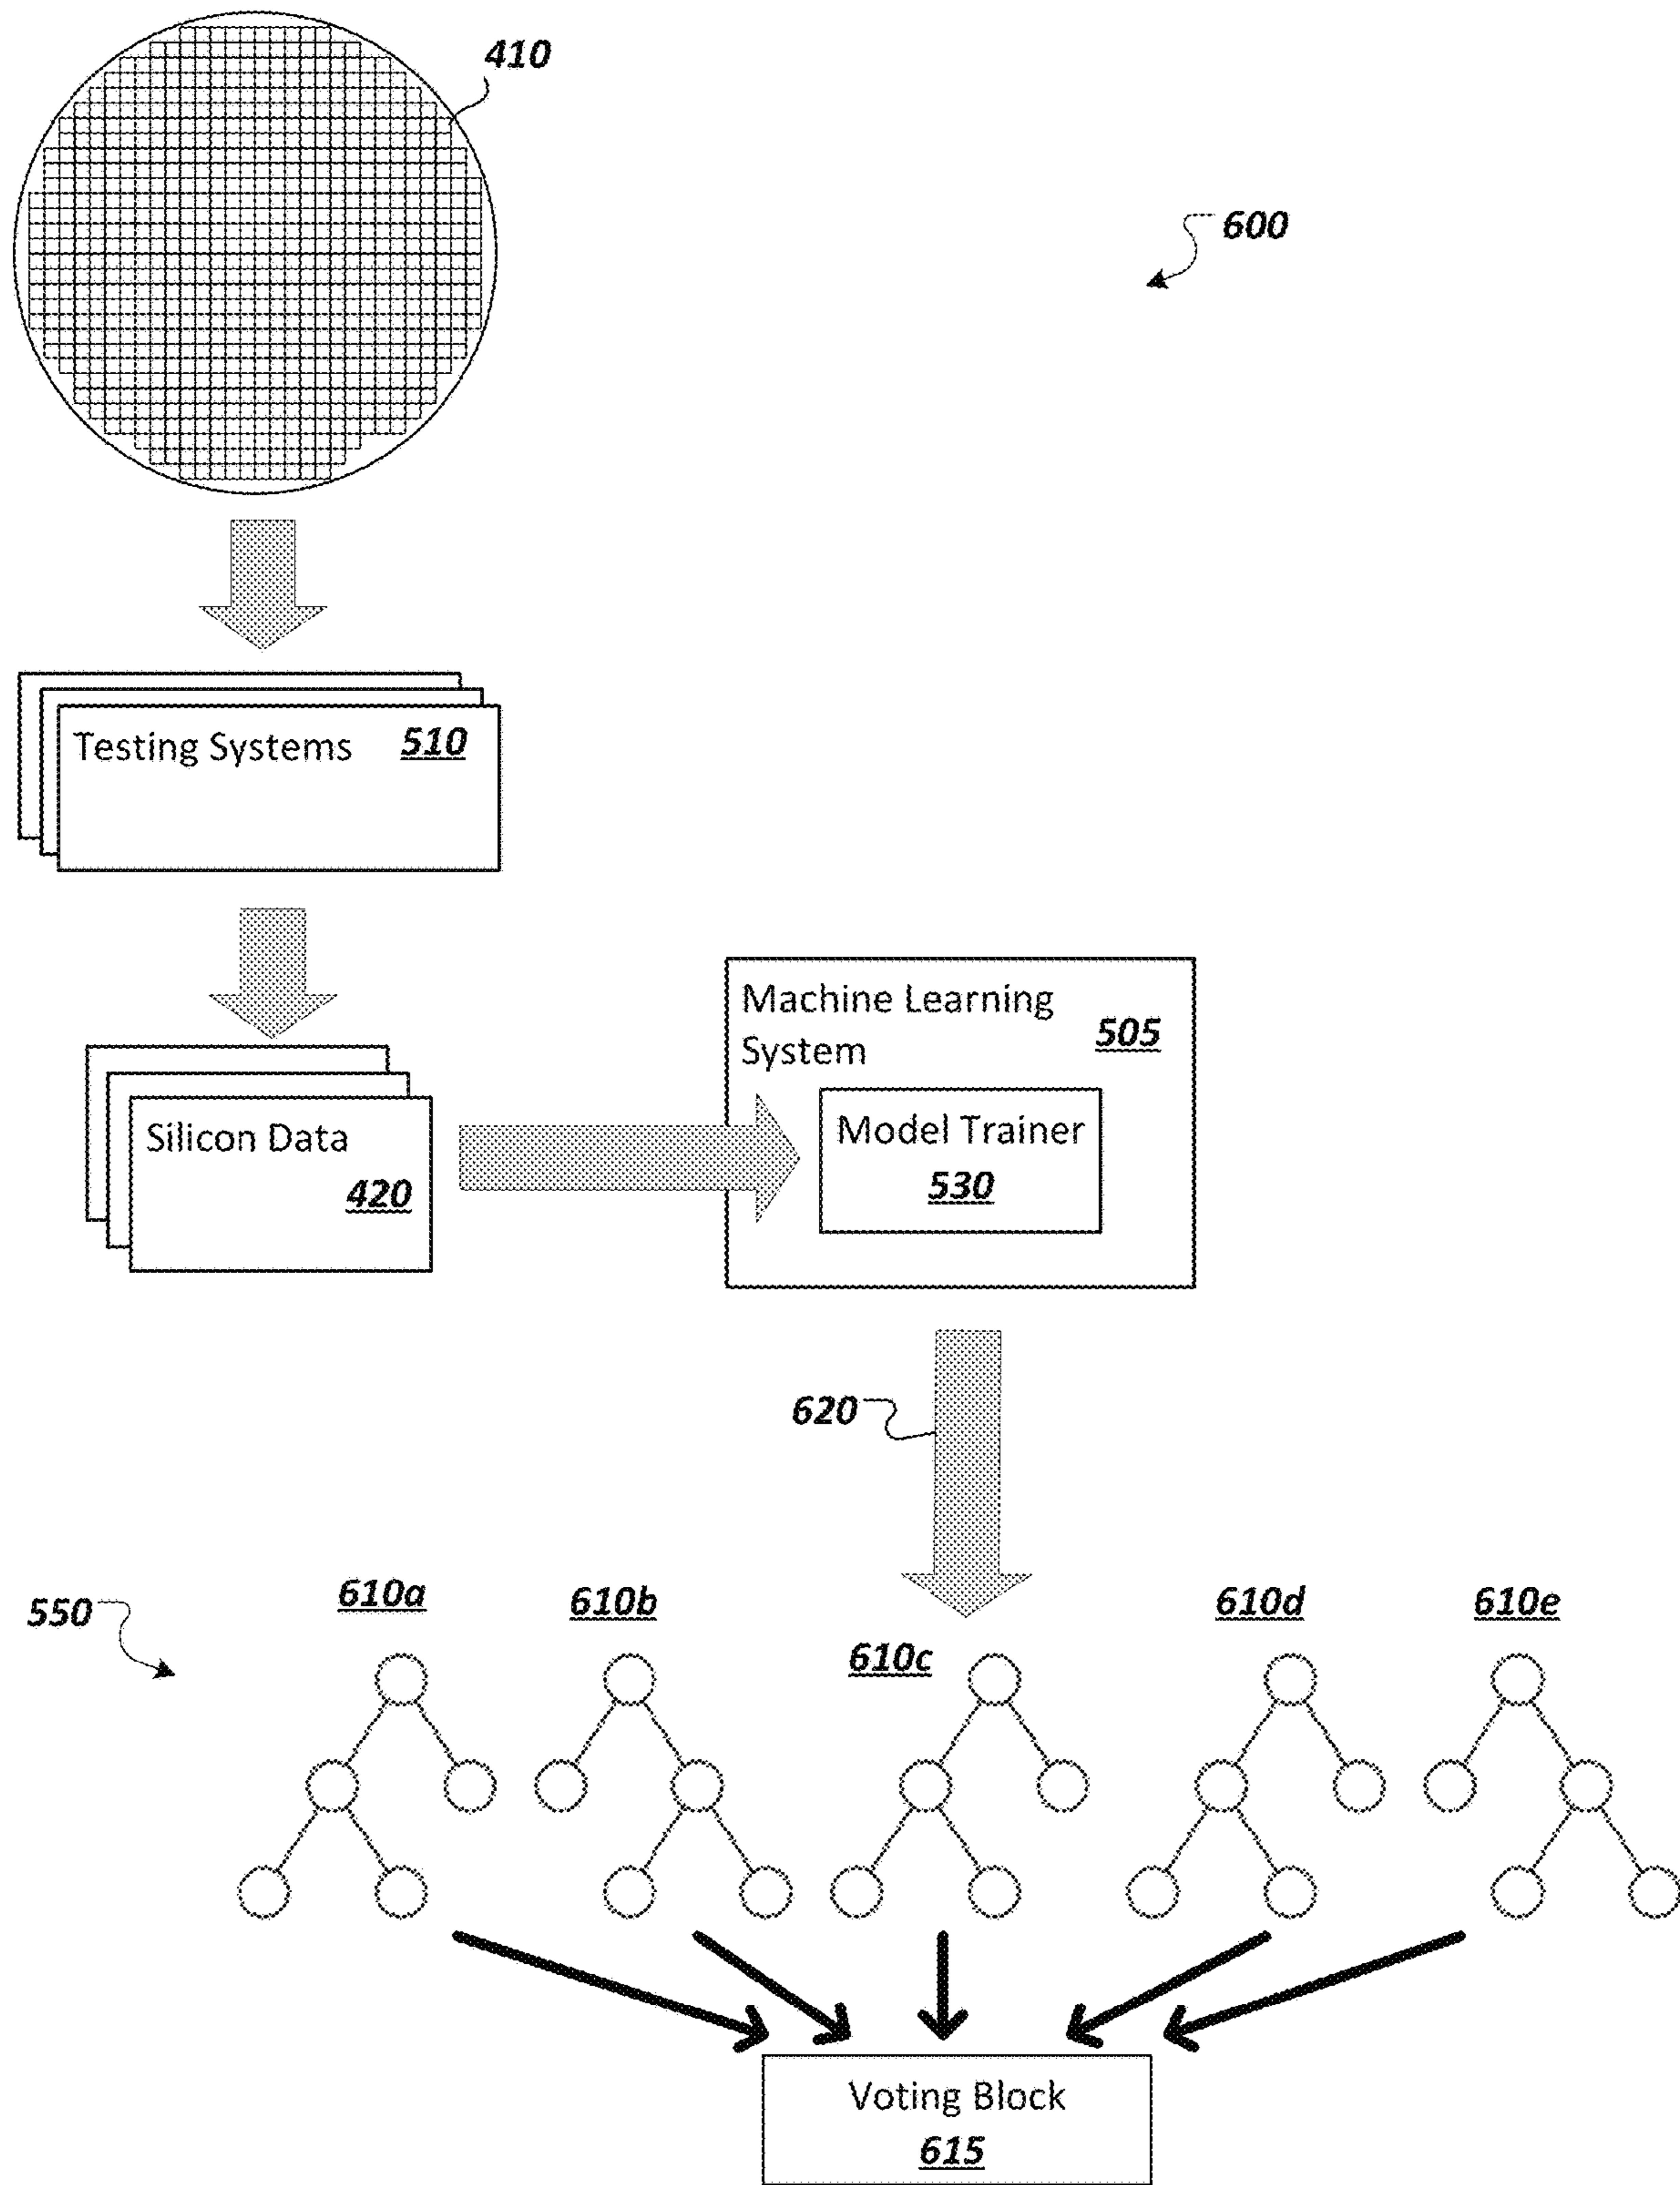 410
600
Testing Systems 510
Machine Learning
System
505
Model Trainer
530
Silicon Data
420
620
550
610a
610b
610c
610d
610e
Voting Block
615